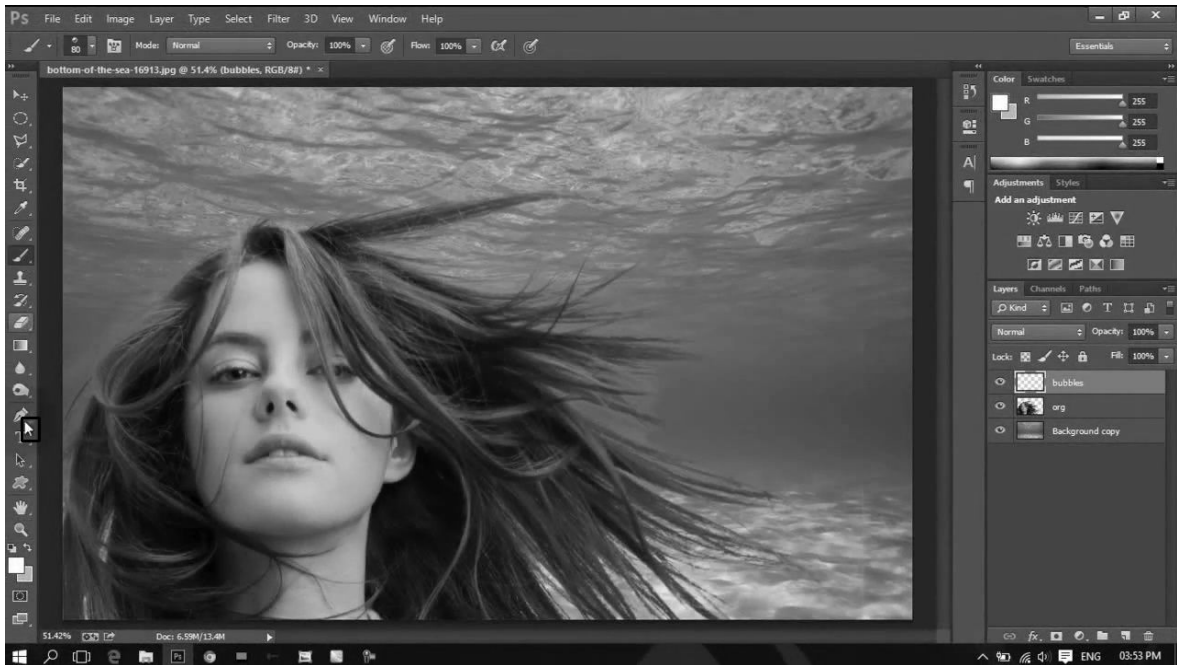 Ps File Edit Image Layer Type Select Filter 3D View Window Help
80 Mode: Normal Opacity: 100% Flow: 100% Essentials
bottom-of-the-sea-16913.jpg @ 51.4% (bubbles, RGB/8#) * ×
Color Swatches
R 255
G 255
B 255
Adjustments Styles
Add an adjustment
Layers Channels Paths
Kind
Normal Opacity: 100%
Lock: Fill: 100%
bubbles
org
Background copy
51.42% Doc: 6.59M/13.4M
fx
Ps ENG 03:53 PM